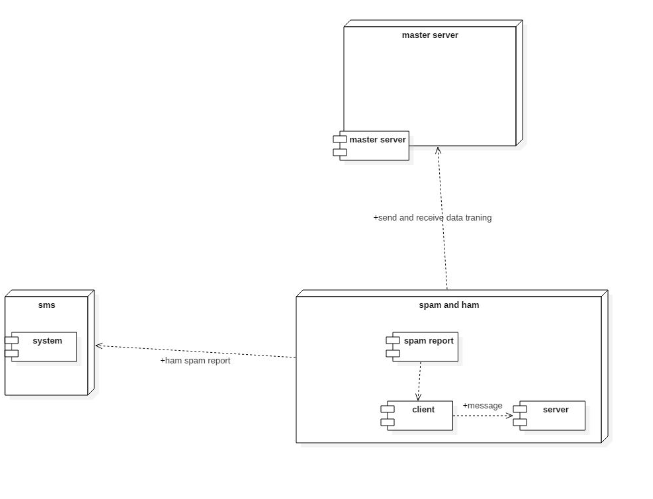 master server
master server
+send and receive data traning
sms
spam and ham
system
spam report
+ham spam report
client
+message
server